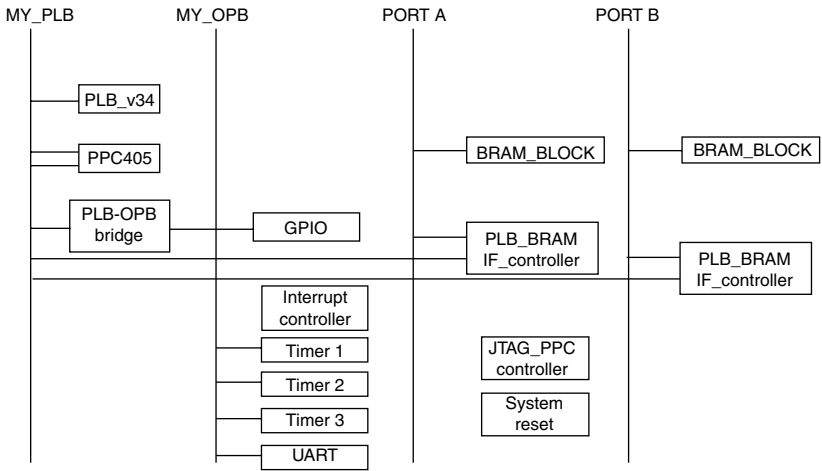 MY_PLB
MY_OPB
PORT A
PORT B
PLB_v34
PPC405
BRAM_BLOCK
BRAM_BLOCK
PLB-OPB
bridge
GPIO
PLB_BRAM
IF_controller
PLB_BRAM
IF_controller
Interrupt
controller
Timer 1
JTAG_PPC
controller
Timer 2
Timer 3
System
reset
UART